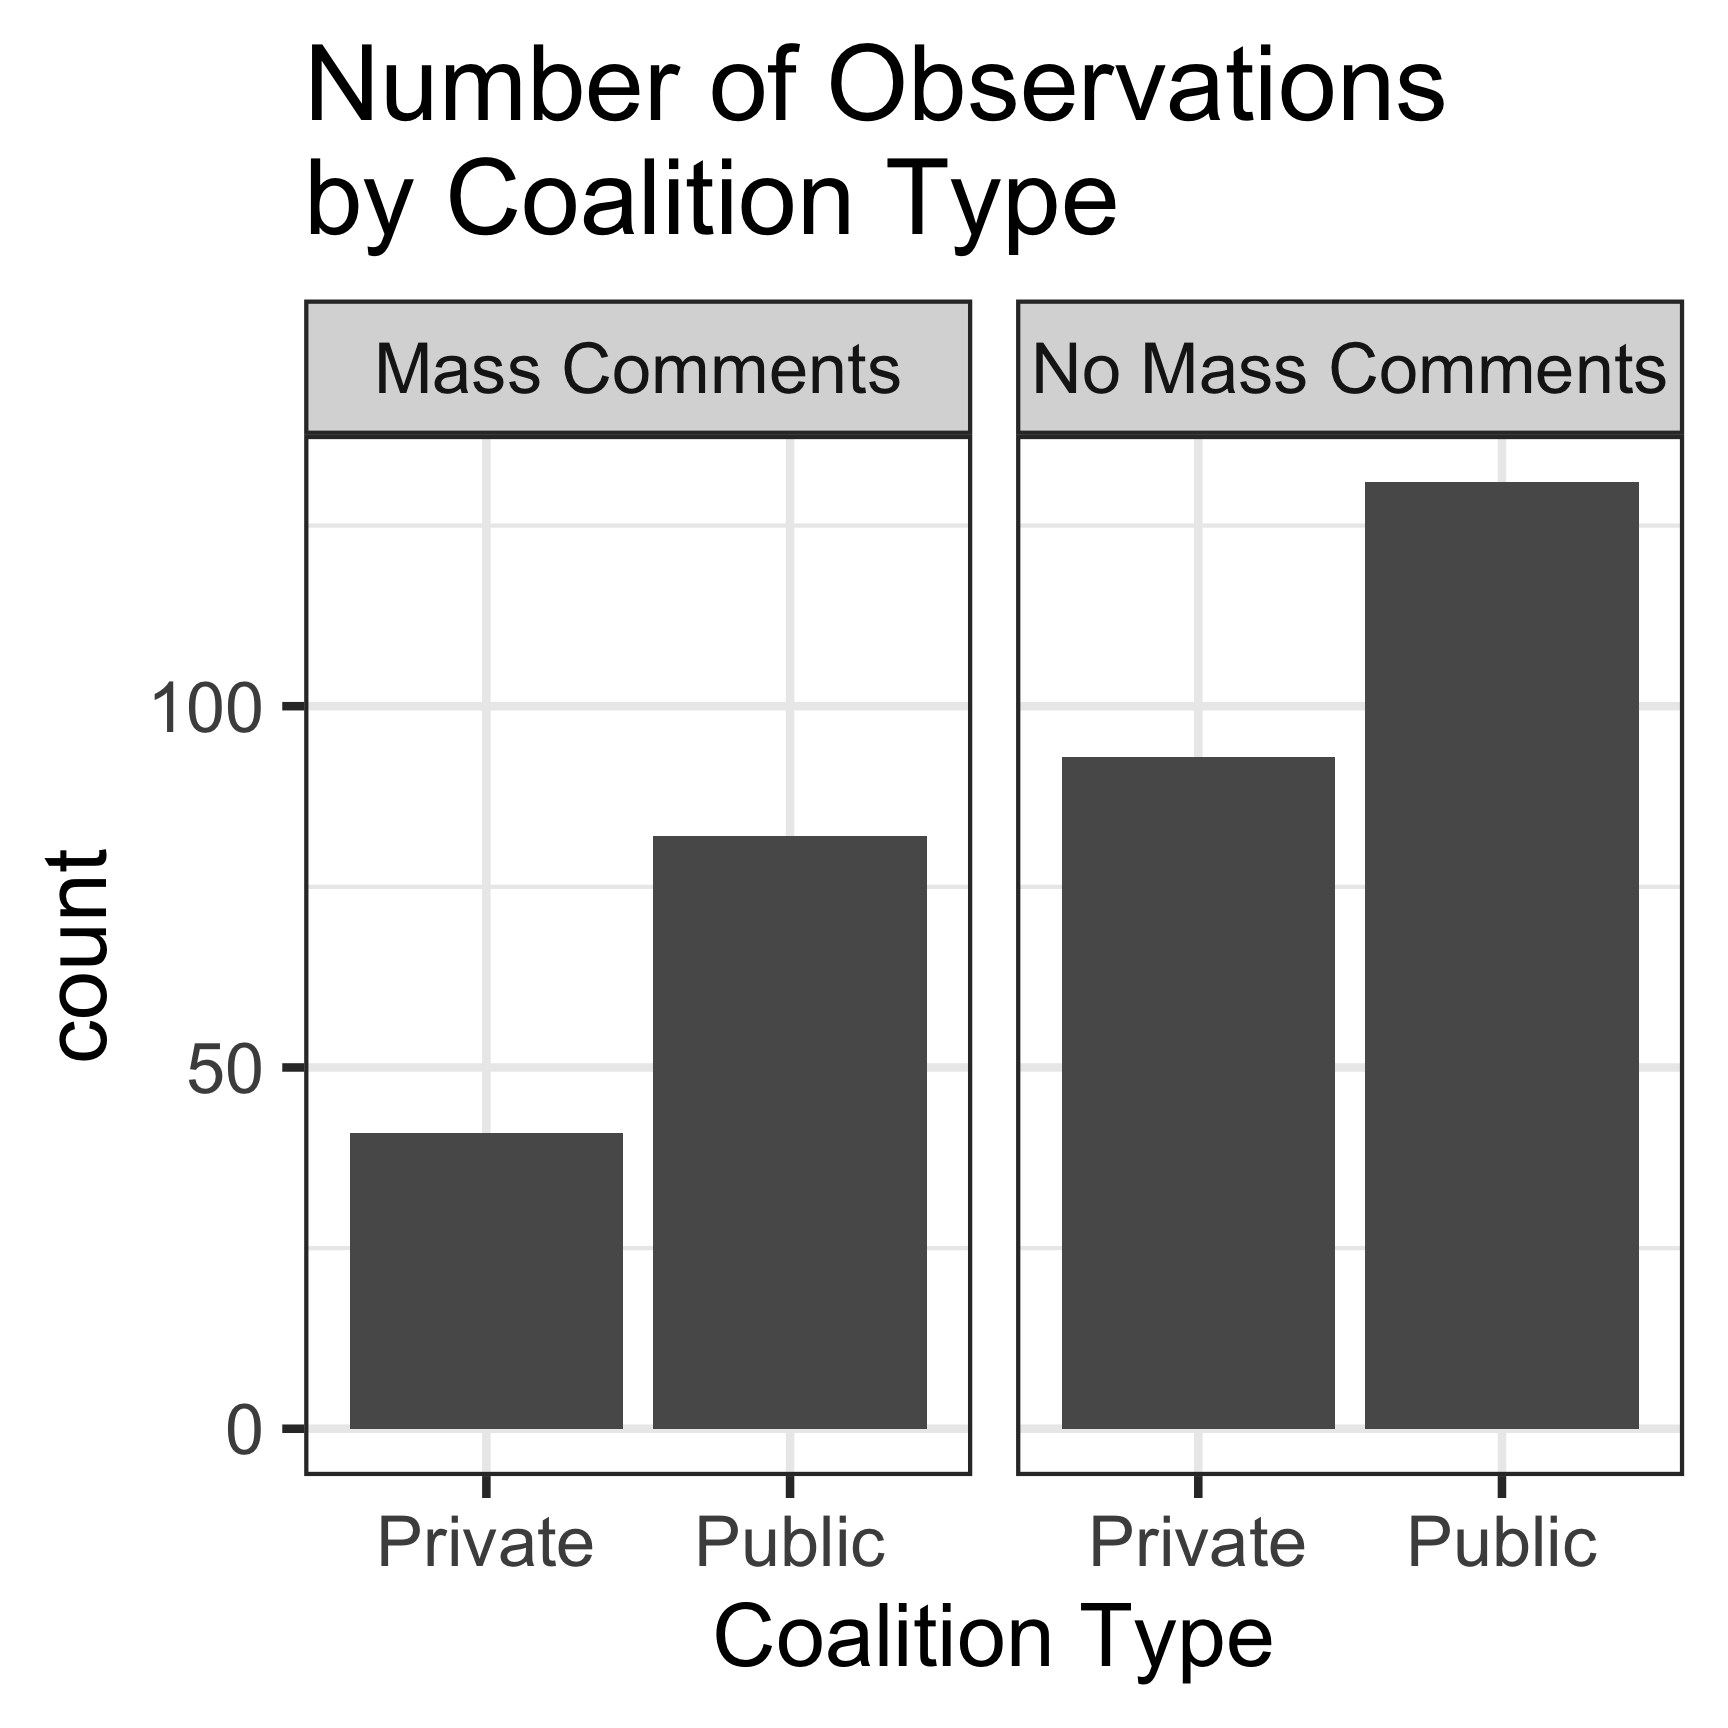 Number of Observations
by Coalition Type
Mass Comments
No Mass Comments
count
100
50
0
Private
Public
Private
Public
Coalition Type